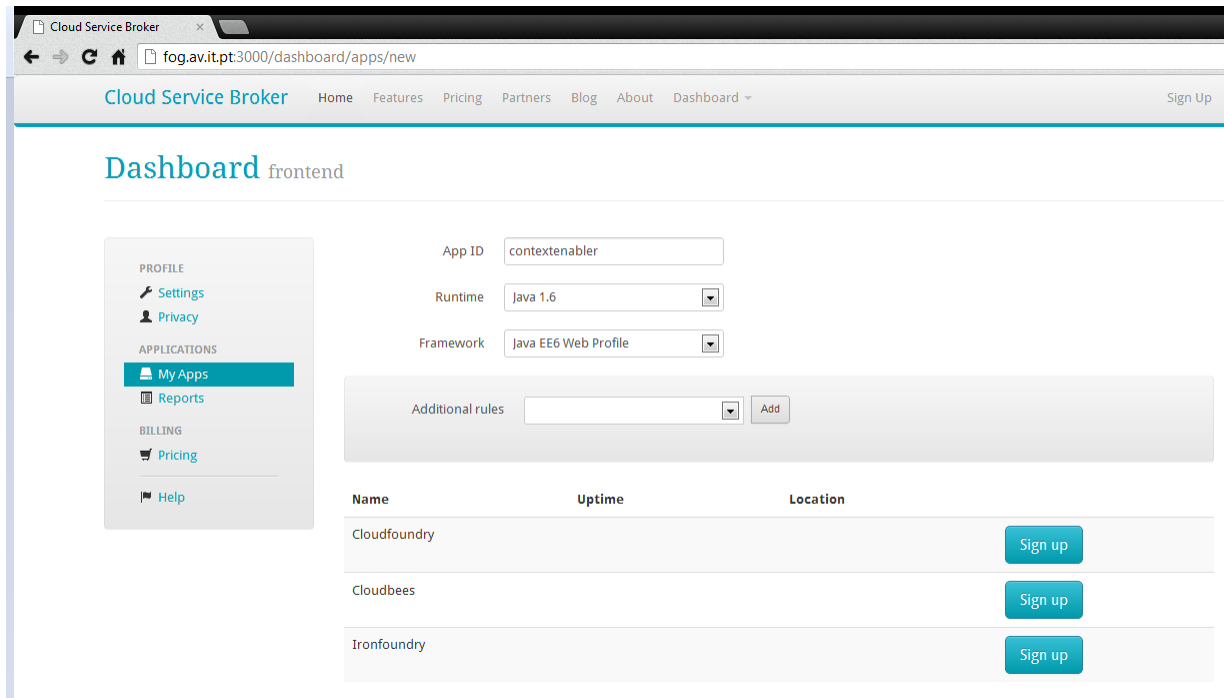 Cloud Service Broker
fog.av.it.pt:3000/dashboard/apps/new
Cloud Service Broker Home Features Pricing Partners Blog About Dashboard Sign Up
Dashboard frontend
PROFILE
Settings
Privacy
APPLICATIONS
My Apps
Reports
BILLING
Pricing
Help
App ID contextenabler
Runtime Java 1.6
Framework Java EE6 Web Profile
Additional rules Add
Name Uptime Location
Cloudfoundry Sign up
Cloudbees Sign up
Ironfoundry Sign up